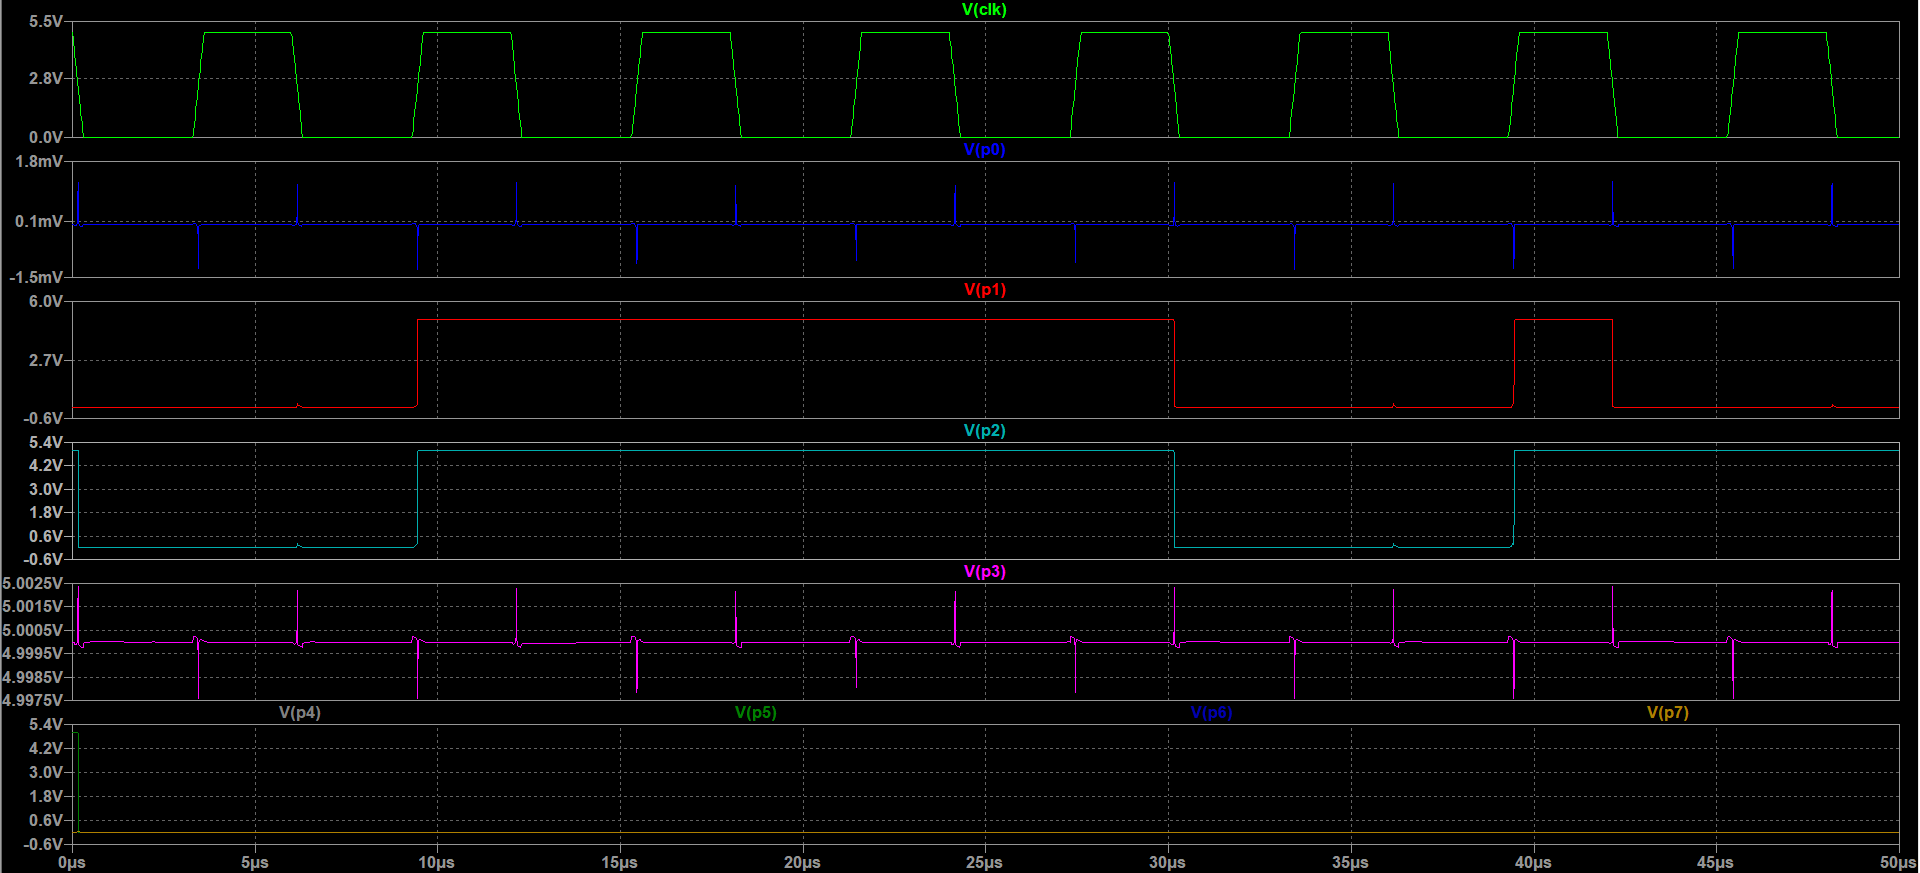 V(clk)
5.5V
2.8V
0.0V
V(p0)
1.8mV
0.1mV
-1.5mV
V(p1)
6.0V
2.7V
-0.6V
V(p2)
5.4V
4.2V
3.0V
1.8V
0.6V
-0.6V
V(p3)
5.0025V
5.0015V
5.0005V
4.9995V
4.9985V
4.9975V
V(p4) V(p5) V(p6) V(p7)
5.4V
4.2V
3.0V
1.8V
0.6V
-0.6V
0µs 5µs 10µs 15µs 20µs 25µs 30µs 35µs 40µs 45µs 50µs